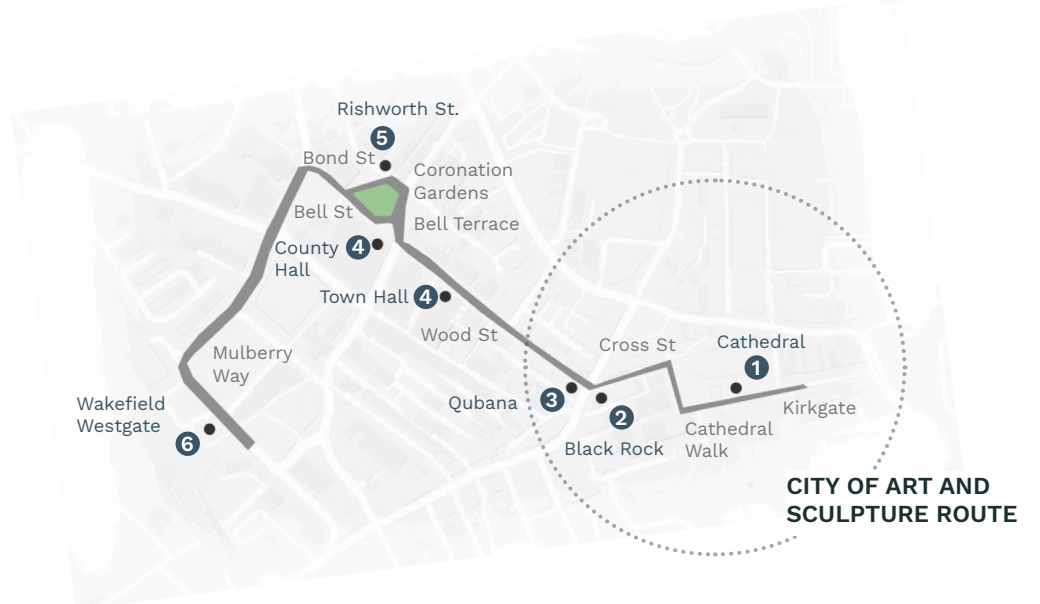 Rishworth St.
5
Bond St
Coronation
Gardens
Bell St
Bell Terrace
County
Hall
4
Town Hall 4
Wood St
Cross St
Cathedral
1
Mulberry
Way
Wakefield
Westgate
6
Qubana
3
2
Black Rock
Kirkgate
Cathedral
Walk
CITY OF ART AND
SCULPTURE ROUTE